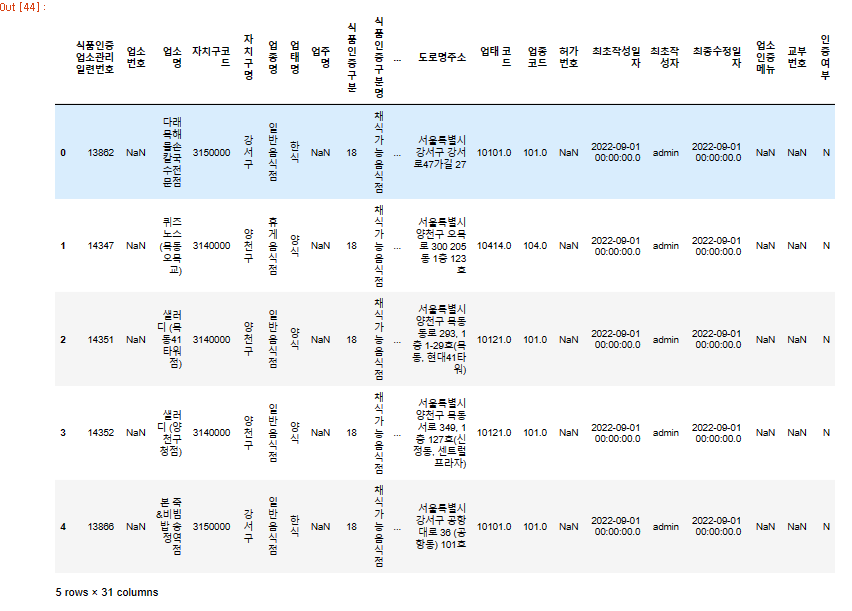 Out [44]:
식품인증업소관리일련번호 업소번호 업소명 자치구코드 자치구명 업종명 업태명 업주명 식품인증구분 식품인증구분명 ... 도로명주소 업태 코드 업종코드 허가번호 최초작성일자 최초작성자 최종수정일자 업소인증메뉴 교부번호 인증여부
0 13862 NaN 다래목해물손칼국수전문점 3150000 강서구 일반음식점 한식 NaN 18 채식가능음식점 ... 서울특별시 강서구 강서로47가길 27 10101.0 101.0 NaN 2022-09-01 00:00:00.0 admin 2022-09-01 00:00:00.0 NaN NaN N
1 14347 NaN 퀴즈노스(목동오목교) 3140000 양천구 휴게음식점 양식 NaN 18 채식가능음식점 ... 서울특별시 양천구 오목로 300 205동 1층 123호 10414.0 104.0 NaN 2022-09-01 00:00:00.0 admin 2022-09-01 00:00:00.0 NaN NaN N
2 14351 NaN 샐러디 (목동41타워점) 3140000 양천구 일반음식점 양식 NaN 18 채식가능음식점 ... 서울특별시 양천구 목동동로 293, 1층 1-29호(목동, 현대41타워) 10121.0 101.0 NaN 2022-09-01 00:00:00.0 admin 2022-09-01 00:00:00.0 NaN NaN N
3 14352 NaN 샐러디 (양천구청점) 3140000 양천구 일반음식점 양식 NaN 18 채식가능음식점 ... 서울특별시 양천구 목동서로 349, 1층 127호(신정동, 센트럴프라자) 10121.0 101.0 NaN 2022-09-01 00:00:00.0 admin 2022-09-01 00:00:00.0 NaN NaN N
4 13866 NaN 본 죽&비빔밥 송정역점 3150000 강서구 일반음식점 한식 NaN 18 채식가능음식점 ... 서울특별시 강서구 공항대로 36 (공항동) 101호 10101.0 101.0 NaN 2022-09-01 00:00:00.0 admin 2022-09-01 00:00:00.0 NaN NaN N
5 rows × 31 columns